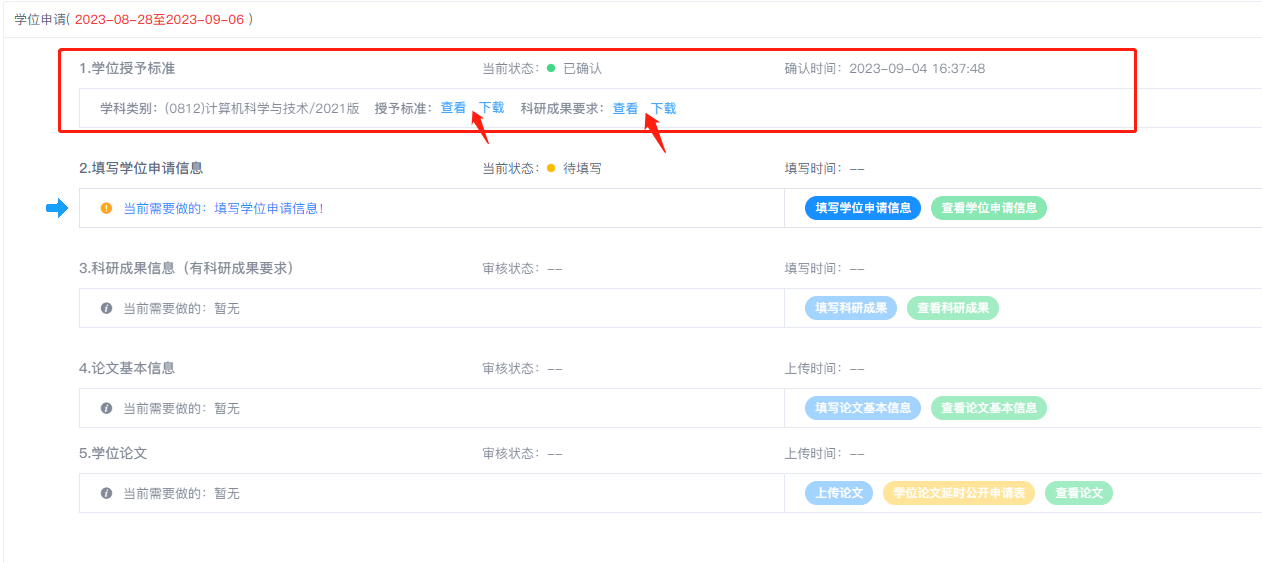 学位申请( 2023-08-28至2023-09-06 )
1.学位授予标准 当前状态： 已确认 确认时间：2023-09-04 16:37:48
学科类别：(0812)计算机科学与技术/2021版 授予标准： 查看 下载 科研成果要求： 查看 下载
2.填写学位申请信息 当前状态： 待填写 填写时间：--
当前需要做的：填写学位申请信息! 填写学位申请信息 查看学位申请信息
3.科研成果信息（有科研成果要求） 审核状态：-- 填写时间：--
当前需要做的：暂无 填写科研成果 查看科研成果
4.论文基本信息 审核状态：-- 上传时间：--
当前需要做的：暂无 填写论文基本信息 查看论文基本信息
5.学位论文 审核状态：-- 上传时间：--
当前需要做的：暂无 上传论文 学位论文延时公开申请表 查看论文